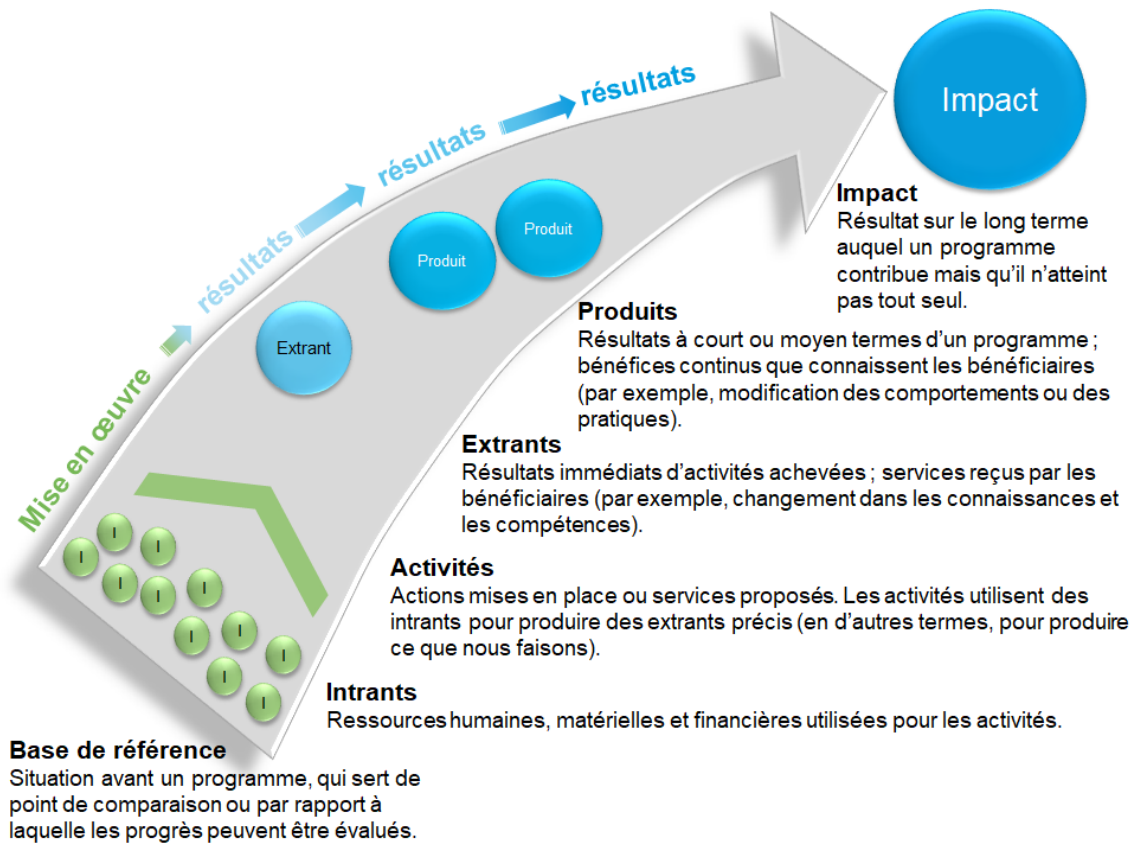 Impact
résultats
résultats
résultats
Mise en œuvre
Produit
Produit
Extrant
I
I
I
I
I
I
I
I
I
I
I
Impact
Résultat sur le long terme
auquel un programme
contribue mais qu’il n’atteint
pas tout seul.
Produits
Résultats à court ou moyen termes d’un programme ;
bénéfices continus que connaissent les bénéficiaires
(par exemple, modification des comportements ou des
pratiques).
Extrants
Résultats immédiats d’activités achevées ; services reçus par les
bénéficiaires (par exemple, changement dans les connaissances et
les compétences).
Activités
Actions mises en place ou services proposés. Les activités utilisent des
intrants pour produire des extrants précis (en d’autres termes, pour produire
ce que nous faisons).
Intrants
Ressources humaines, matérielles et financières utilisées pour les activités.
Base de référence
Situation avant un programme, qui sert de
point de comparaison ou par rapport à
laquelle les progrès peuvent être évalués.